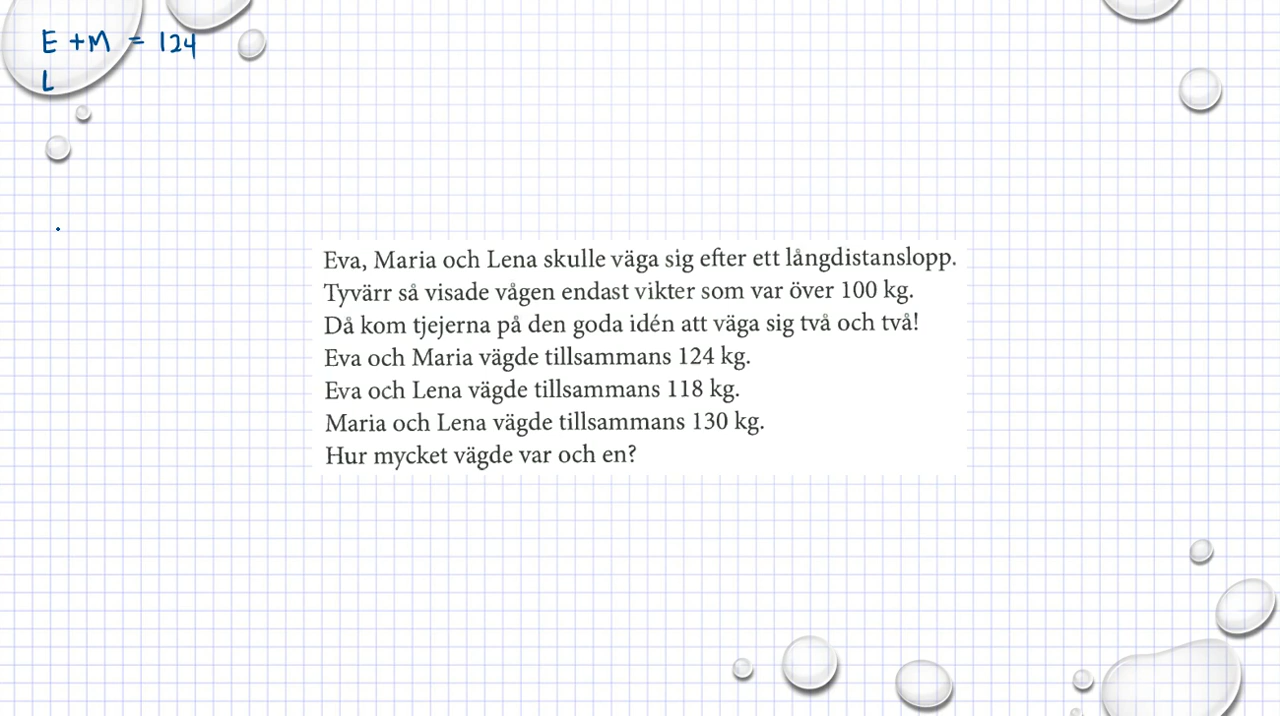 E + M = 124
L
Eva, Maria och Lena skulle väga sig efter ett långdistanslopp.
Tyvärr så visade vågen endast vikter som var över 100 kg.
Då kom tjejerna på den goda idén att väga sig två och två!
Eva och Maria vägde tillsammans 124 kg.
Eva och Lena vägde tillsammans 118 kg.
Maria och Lena vägde tillsammans 130 kg.
Hur mycket vägde var och en?